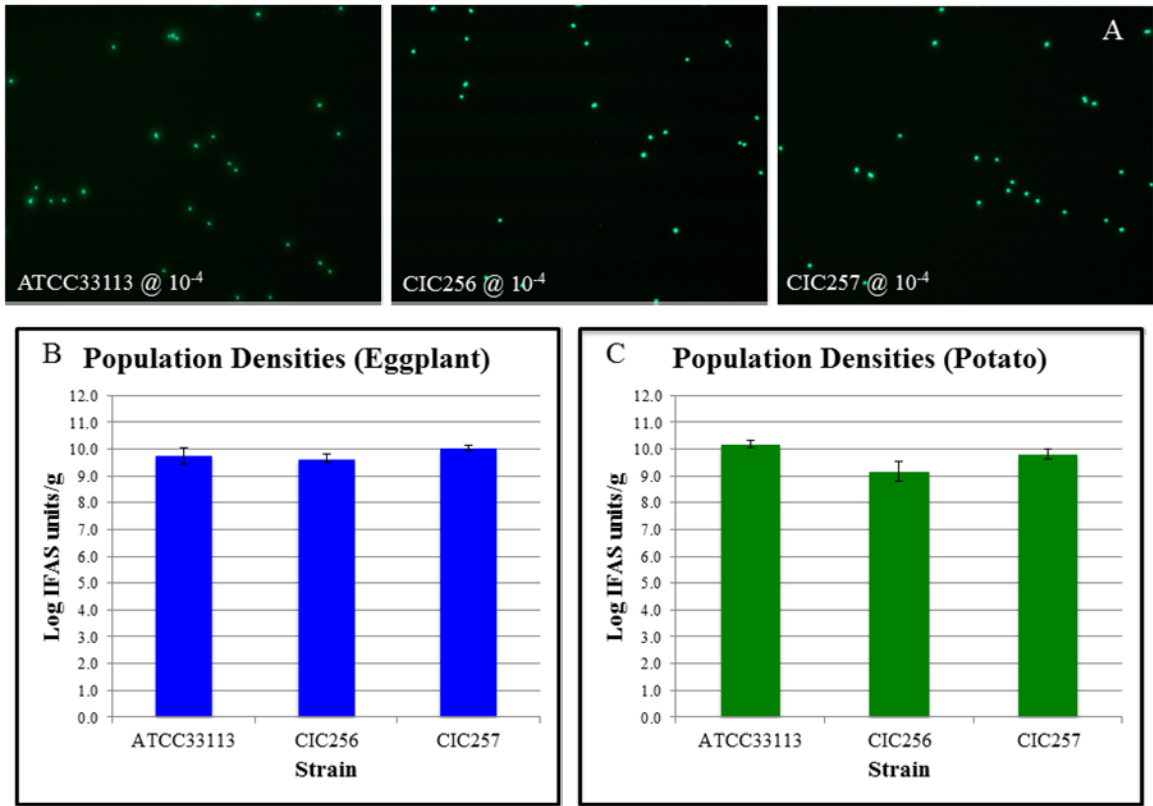 A
ATCC33113 @ 10⁻⁴
CIC256 @ 10⁻⁴
CIC257 @ 10⁻⁴
B
Population Densities (Eggplant)
12.0
11.0
10.0
9.0
8.0
7.0
6.0
5.0
4.0
3.0
2.0
1.0
0.0
Log IFAS units/g
ATCC33113
CIC256
CIC257
Strain
C
Population Densities (Potato)
12.0
11.0
10.0
9.0
8.0
7.0
6.0
5.0
4.0
3.0
2.0
1.0
0.0
Log IFAS units/g
ATCC33113
CIC256
CIC257
Strain